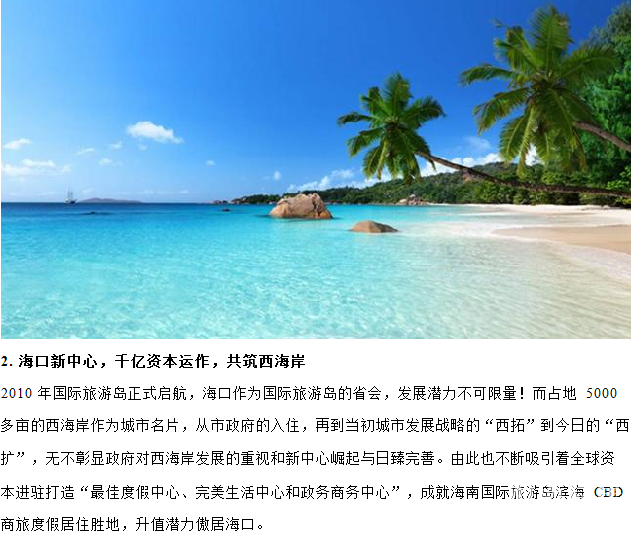 2. 海口新中心，千亿资本运作，共筑西海岸
2010 年国际旅游岛正式启航，海口作为国际旅游岛的省会，发展潜力不可限量！而占地 5000
多亩的西海岸作为城市名片，从市政府的入住，再到当初城市发展战略的“西拓”到今日的“西
扩”，无不彰显政府对西海岸发展的重视和新中心崛起与日臻完善。由此也不断吸引着全球资
本进驻打造“最佳度假中心、完美生活中心和政务商务中心”，成就海南国际旅游岛滨海 CBD
商旅度假居住胜地，升值潜力傲居海口。